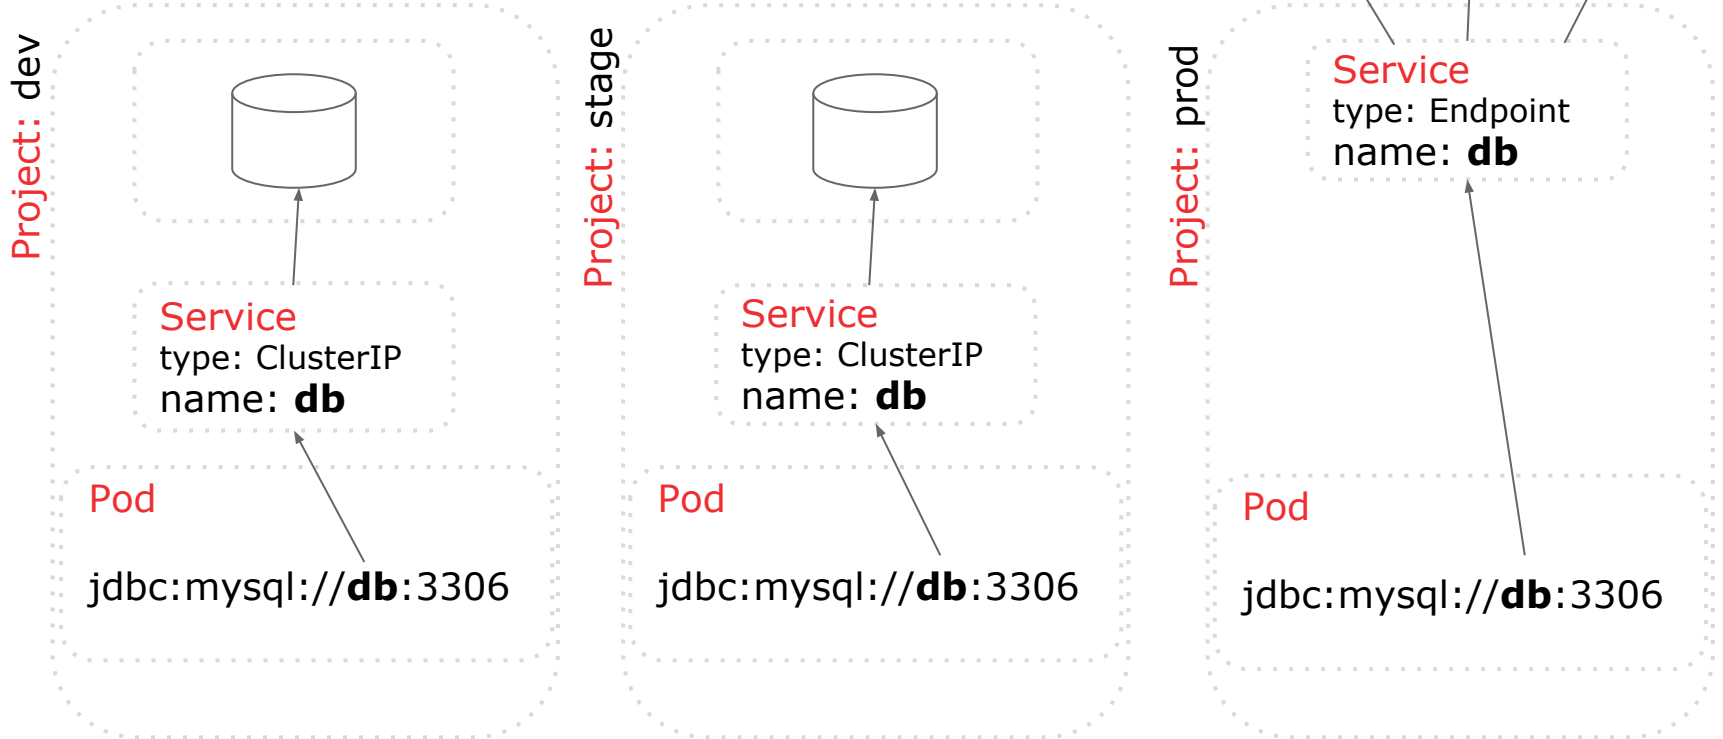 Project: dev
Service
type: ClusterIP
name: db
Pod
jdbc:mysql://db:3306
Project: stage
Service
type: ClusterIP
name: db
Pod
jdbc:mysql://db:3306
Project: prod
Service
type: Endpoint
name: db
Pod
jdbc:mysql://db:3306